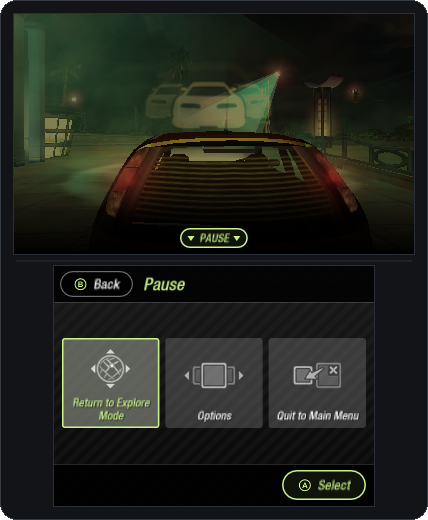 PAUSE
B Back
Pause
Return to Explore
Mode
Options
Quit to Main Menu
A Select